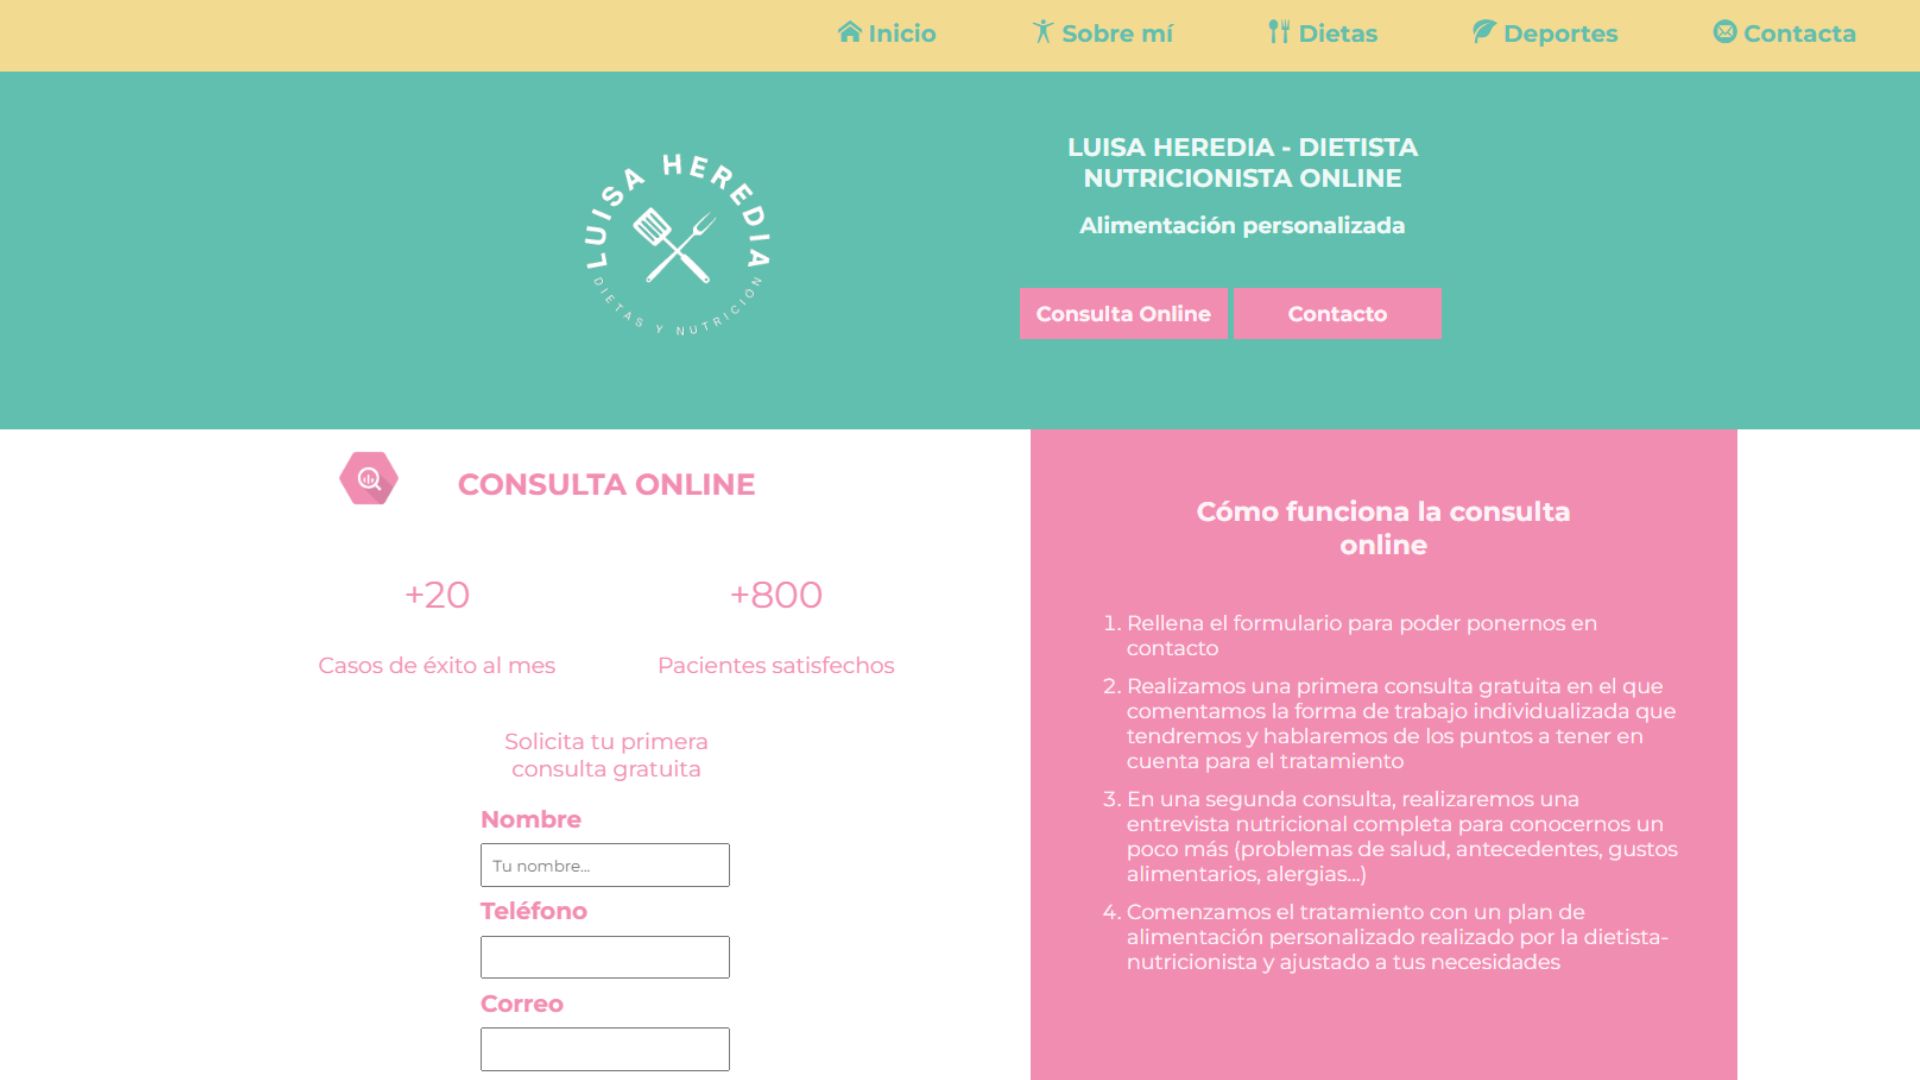 Inicio
Sobre mí
Dietas
Deportes
Contacta
LUISA HEREDIA
DIETAS Y NUTRICIÓN
LUISA HEREDIA - DIETISTA
NUTRICIONISTA ONLINE
Alimentación personalizada
Consulta Online
Contacto
CONSULTA ONLINE
+20
+800
Casos de éxito al mes
Pacientes satisfechos
Solicita tu primera
consulta gratuita
Nombre
Tu nombre...
Teléfono
Correo
Cómo funciona la consulta
online
1. Rellena el formulario para poder ponernos en
contacto
2. Realizamos una primera consulta gratuita en el que
comentamos la forma de trabajo individualizada que
tendremos y hablaremos de los puntos a tener en
cuenta para el tratamiento
3. En una segunda consulta, realizaremos una
entrevista nutricional completa para conocernos un
poco más (problemas de salud, antecedentes, gustos
alimentarios, alergias...)
4. Comenzamos el tratamiento con un plan de
alimentación personalizado realizado por la dietista-
nutricionista y ajustado a tus necesidades